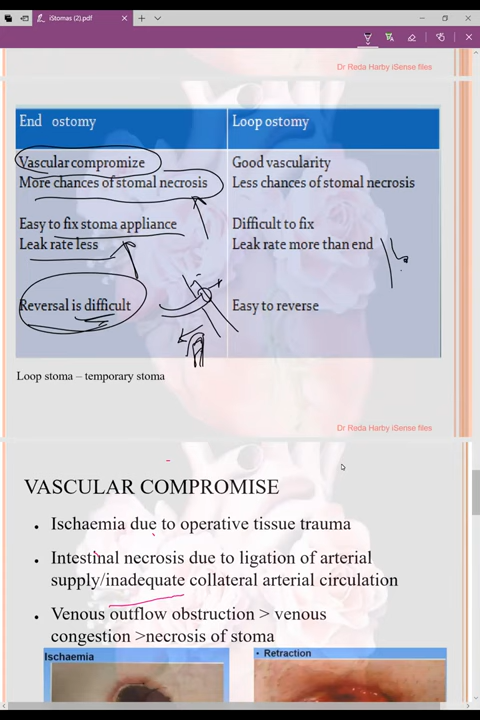 iStomas (2).pdf
Dr Reda Harby iSense files
End ostomy
Loop ostomy
Vascular compromize
Good vascularity
More chances of stomal necrosis
Less chances of stomal necrosis
Easy to fix stoma appliance
Difficult to fix
Leak rate less
Leak rate more than end
Reversal is difficult
Easy to reverse
Loop stoma – temporary stoma
Dr Reda Harby iSense files
VASCULAR COMPROMISE
• Ischaemia due to operative tissue trauma
• Intestinal necrosis due to ligation of arterial
supply/inadequate collateral arterial circulation
• Venous outflow obstruction > venous
congestion >necrosis of stoma
Ischaemia
• Retraction